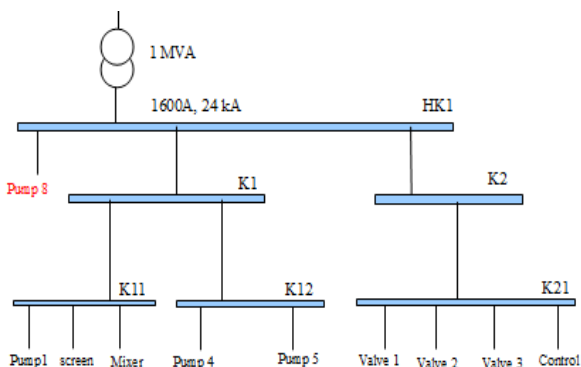 1 MVA
1600A, 24 kA
HK1
Pump 8
K1
K2
K11
K12
K21
Pump1
screen
Mixer
Pump 4
Pump 5
Valve 1
Valve 2
Valve 3
Control